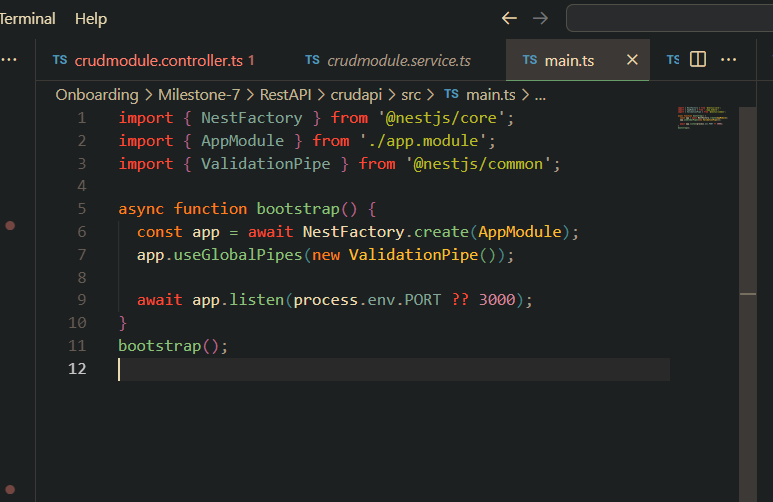 Terminal Help
TS crudmodule.controller.ts 1 TS crudmodule.service.ts TS main.ts TS
Onboarding > Milestone-7 > RestAPI > crudapi > src > TS main.ts > ...
1 import { NestFactory } from '@nestjs/core';
2 import { AppModule } from './app.module';
3 import { ValidationPipe } from '@nestjs/common';
4
5 async function bootstrap() {
6 const app = await NestFactory.create(AppModule);
7 app.useGlobalPipes(new ValidationPipe());
8
9 await app.listen(process.env.PORT ?? 3000);
10 }
11 bootstrap();
12